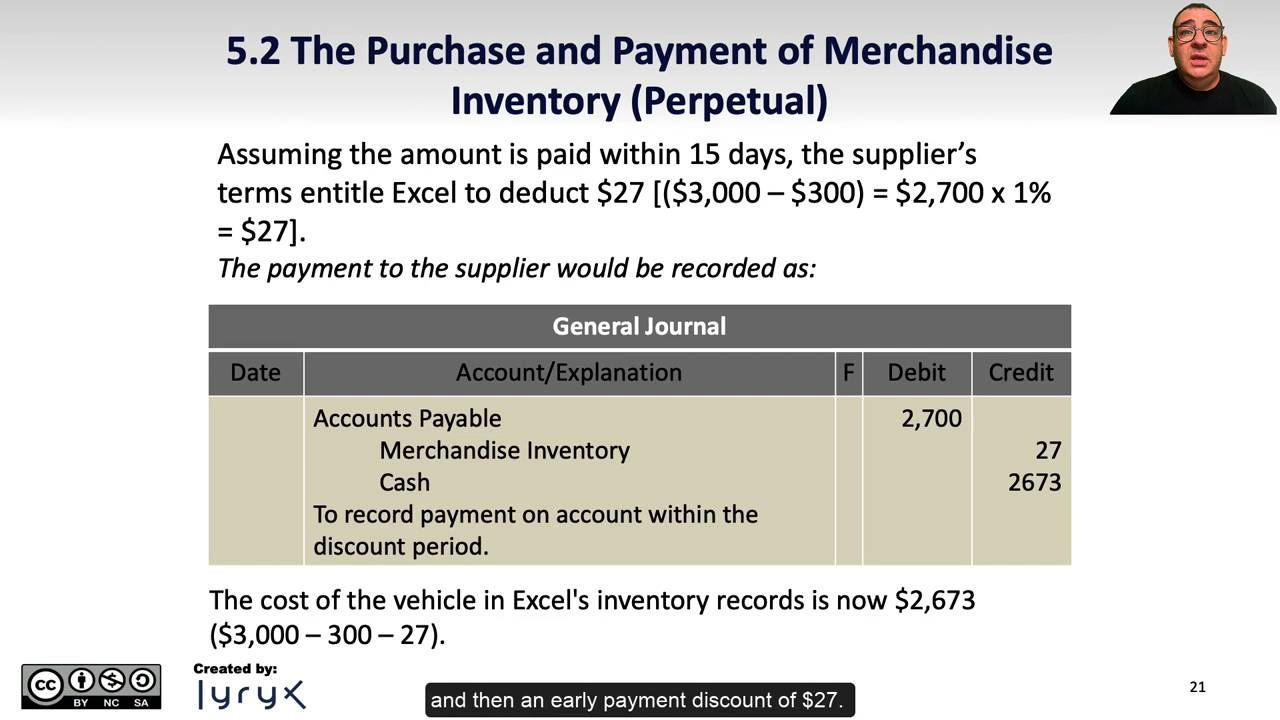 5.2 The Purchase and Payment of Merchandise
Inventory (Perpetual)
Assuming the amount is paid within 15 days, the supplier's
terms entitle Excel to deduct $27 [($3,000 – $300) = $2,700 x 1%
= $27].
The payment to the supplier would be recorded as:
General Journal
Date Account/Explanation F Debit Credit
Accounts Payable 2,700
Merchandise Inventory 27
Cash 2673
To record payment on account within the
discount period.
The cost of the vehicle in Excel's inventory records is now $2,673
($3,000 – 300 – 27).
cc BY NC SA
Created by:
lyryx
and then an early payment discount of $27.
21